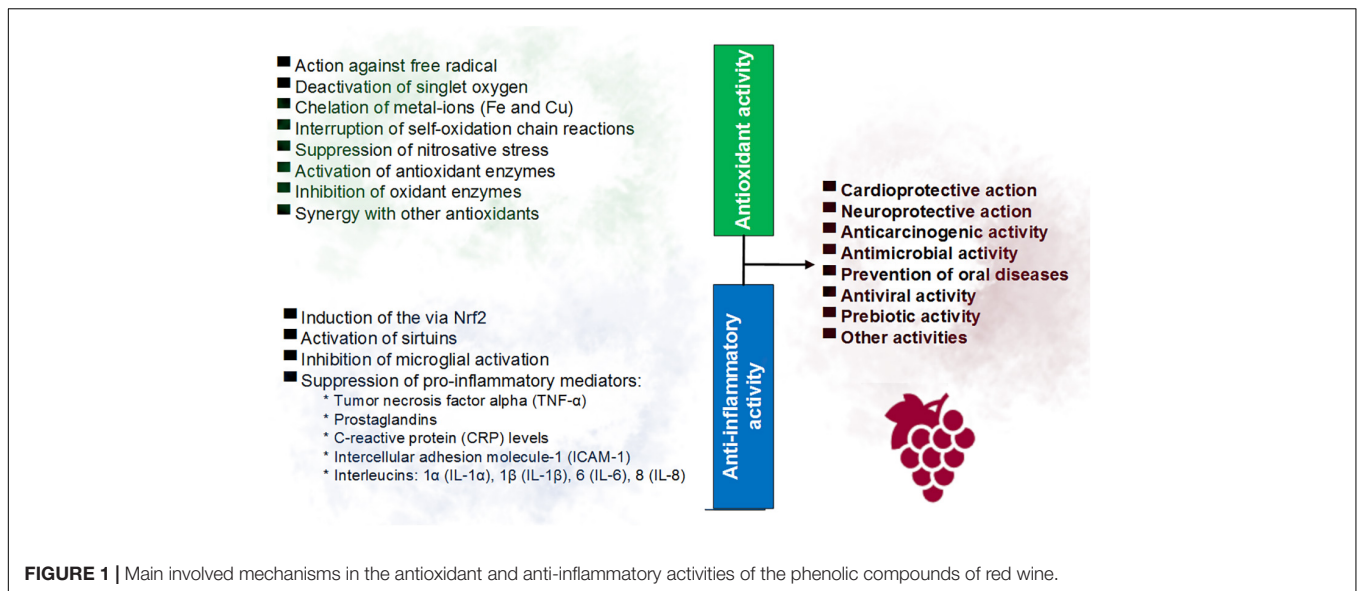 Action against free radical
Deactivation of singlet oxygen
Chelation of metal-ions (Fe and Cu)
Interruption of self-oxidation chain reactions
Suppression of nitrosative stress
Activation of antioxidant enzymes
Inhibition of oxidant enzymes
Synergy with other antioxidants
Antioxidant activity
Induction of the via Nrf2
Activation of sirtuins
Inhibition of microglial activation
Suppression of pro-inflammatory mediators:
* Tumor necrosis factor alpha (TNF-α)
* Prostaglandins
* C-reactive protein (CRP) levels
* Intercellular adhesion molecule-1 (ICAM-1)
* Interleucins: 1α (IL-1α), 1β (IL-1β), 6 (IL-6), 8 (IL-8)
Anti-inflammatory
activity
Cardioprotective action
Neuroprotective action
Anticarcinogenic activity
Antimicrobial activity
Prevention of oral diseases
Antiviral activity
Prebiotic activity
Other activities
FIGURE 1 | Main involved mechanisms in the antioxidant and anti-inflammatory activities of the phenolic compounds of red wine.